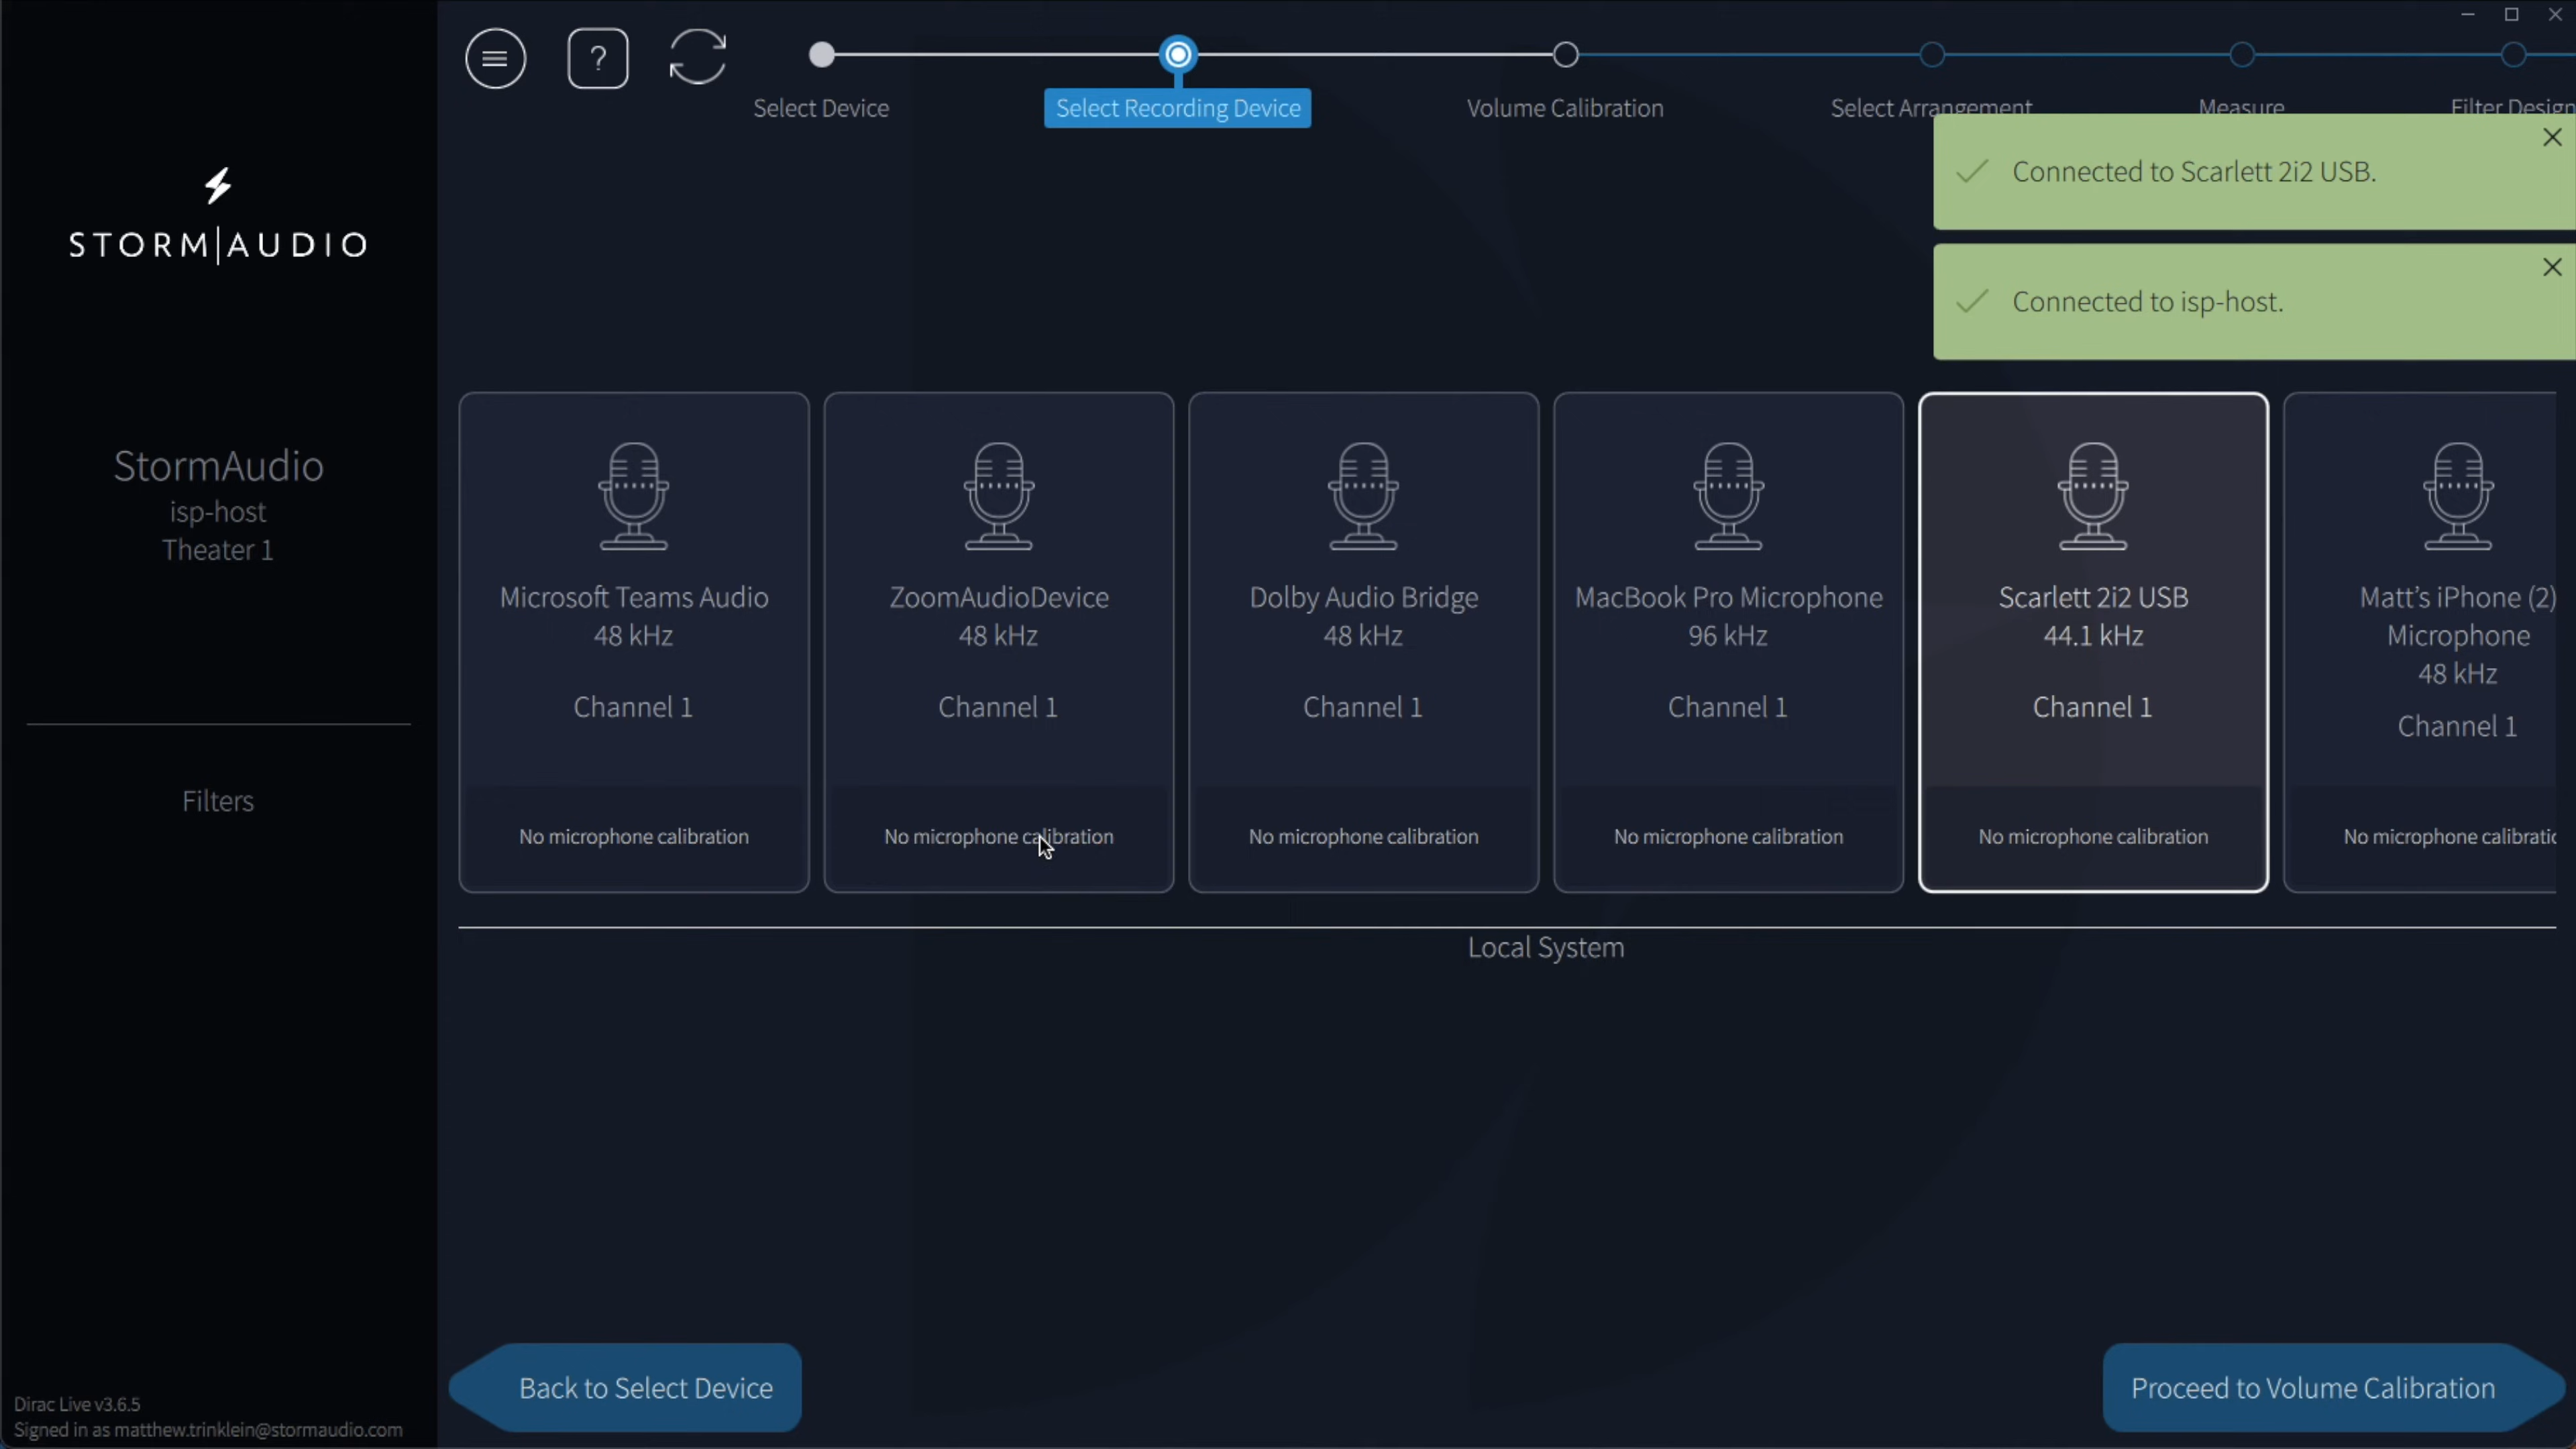 ?
Select Device
Select Recording Device
Volume Calibration
Select Arrangement
Measure
Filter Design
Connected to Scarlett 2i2 USB.
Connected to isp-host.
STORM|AUDIO
StormAudio
isp-host
Theater 1
Filters
Microsoft Teams Audio
48 kHz
Channel 1
No microphone calibration
ZoomAudioDevice
48 kHz
Channel 1
No microphone calibration
Dolby Audio Bridge
48 kHz
Channel 1
No microphone calibration
MacBook Pro Microphone
96 kHz
Channel 1
No microphone calibration
Scarlett 2i2 USB
44.1 kHz
Channel 1
No microphone calibration
Matt's iPhone (2)
Microphone
48 kHz
Channel 1
No microphone calibratio
Local System
Back to Select Device
Proceed to Volume Calibration
Dirac Live v3.6.5
Signed in as matthew.trinklein@stormaudio.com